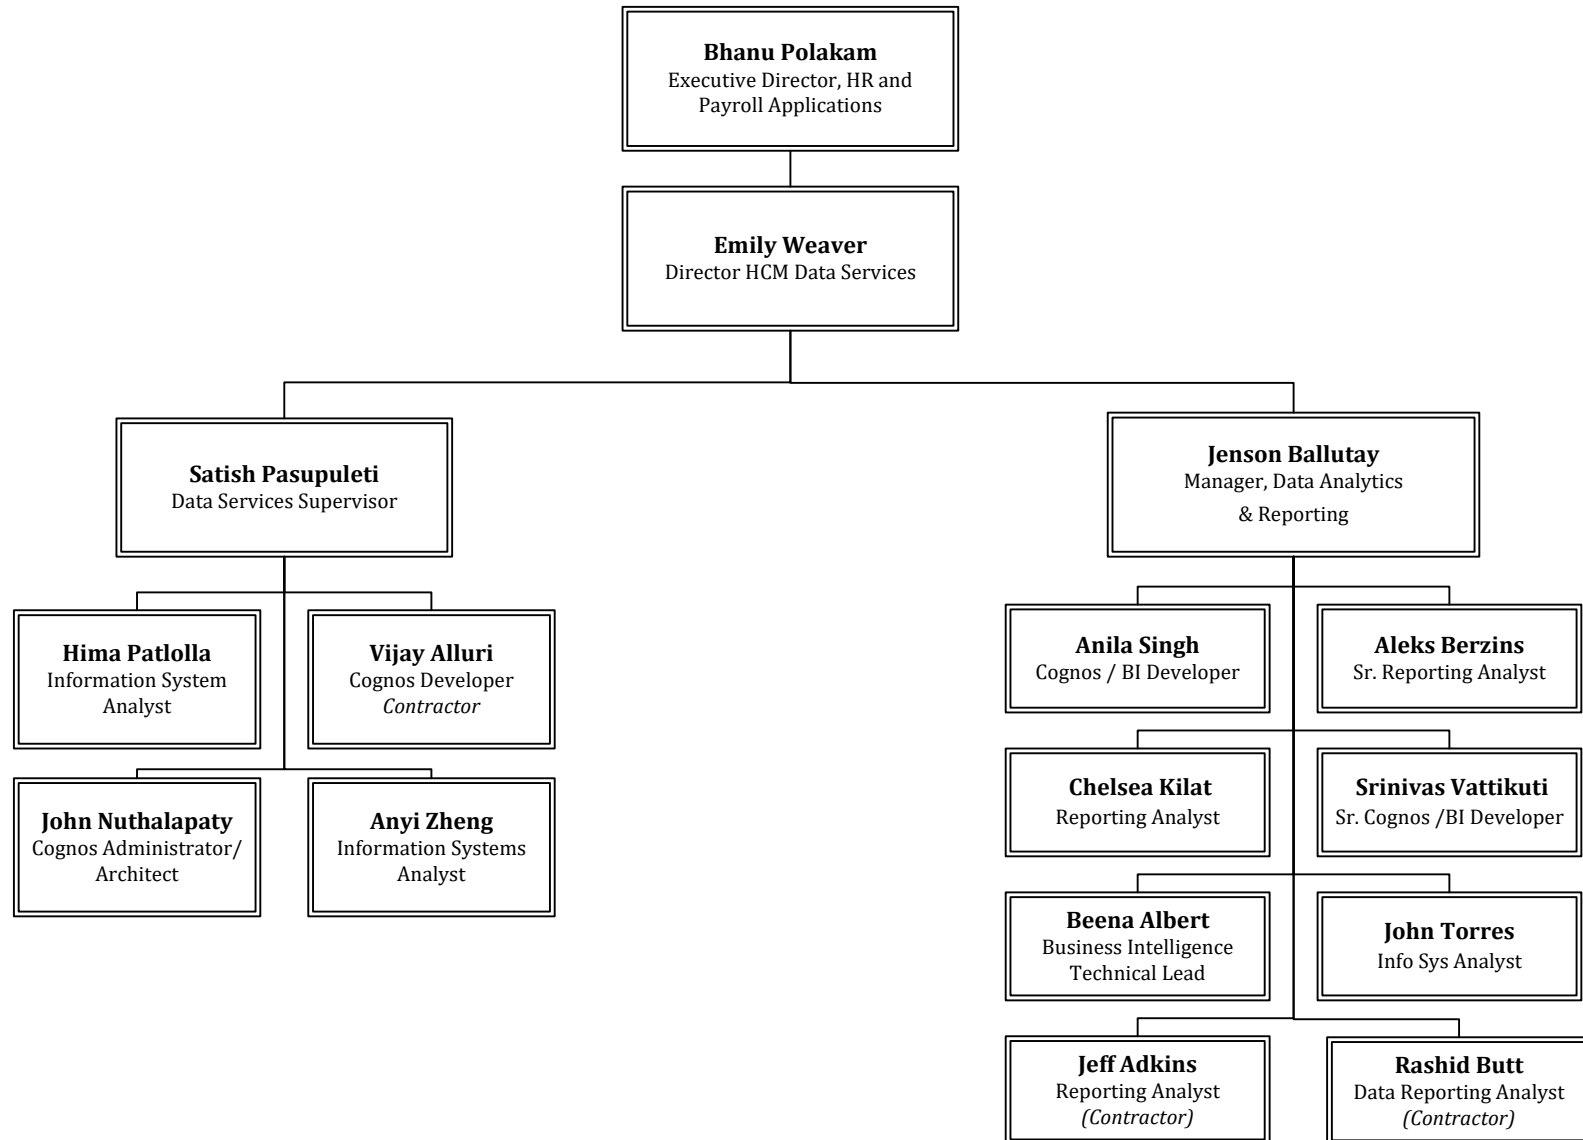 Bhanu Polakam
Executive Director, HR and
Payroll Applications
Emily Weaver
Director HCM Data Services
Satish Pasupuleti
Data Services Supervisor
Jenson Ballutay
Manager, Data Analytics
& Reporting
Hima Patlolla
Information System
Analyst
Vijay Alluri
Cognos Developer
Contractor
Anila Singh
Cognos / BI Developer
Aleks Berzins
Sr. Reporting Analyst
John Nuthalapaty
Cognos Administrator/
Architect
Anyi Zheng
Information Systems
Analyst
Chelsea Kilat
Reporting Analyst
Srinivas Vattikuti
Sr. Cognos /BI Developer
Beena Albert
Business Intelligence
Technical Lead
John Torres
Info Sys Analyst
Jeff Adkins
Reporting Analyst
(Contractor)
Rashid Butt
Data Reporting Analyst
(Contractor)